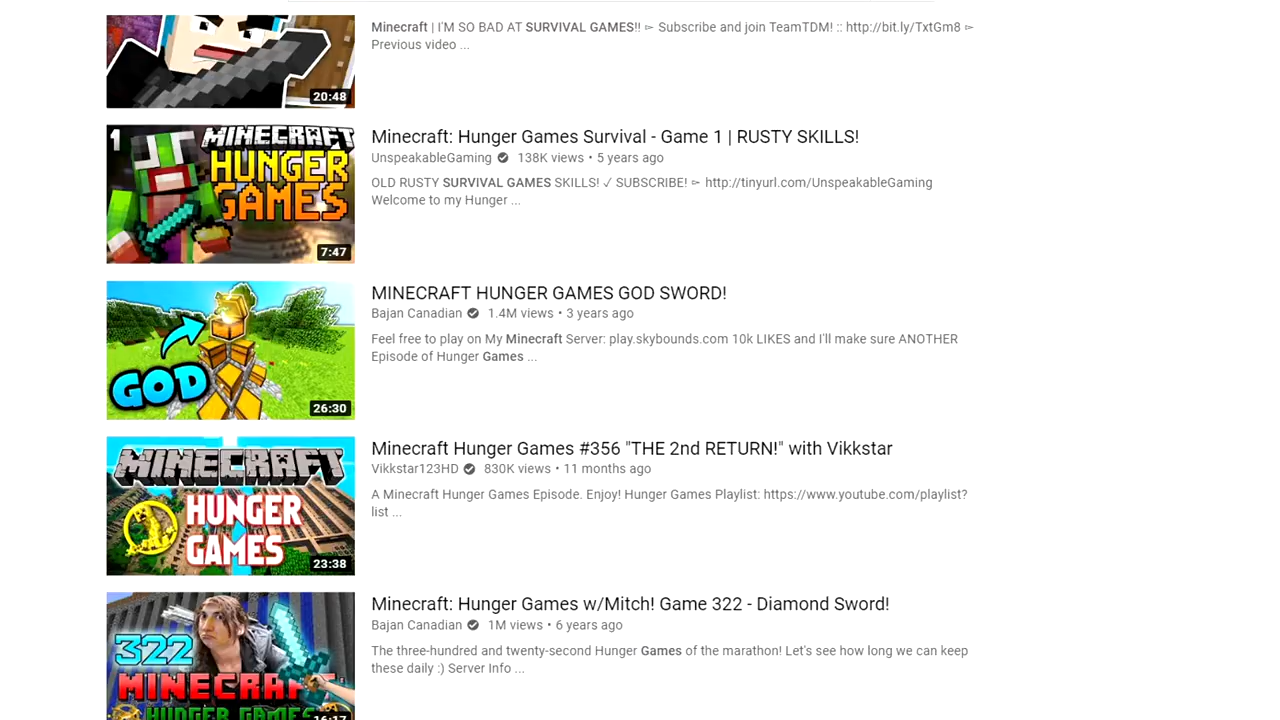 Minecraft | I'M SO BAD AT SURVIVAL GAMES!! ➢ Subscribe and join TeamTDM! :: http://bit.ly/TxtGm8 ➢
Previous video ...
20:48
1
MINECRAFT
HUNGER
GAMES
7:47
Minecraft: Hunger Games Survival - Game 1 | RUSTY SKILLS!
UnspeakableGaming 138K views • 5 years ago
OLD RUSTY SURVIVAL GAMES SKILLS! ✓ SUBSCRIBE! ➢ http://tinyurl.com/UnspeakableGaming
Welcome to my Hunger ...
GOD
26:30
MINECRAFT HUNGER GAMES GOD SWORD!
Bajan Canadian 1.4M views • 3 years ago
Feel free to play on My Minecraft Server: play.skybounds.com 10k LIKES and I'll make sure ANOTHER
Episode of Hunger Games ...
MINECRAFT
HUNGER
GAMES
23:38
Minecraft Hunger Games #356 "THE 2nd RETURN!" with Vikkstar
Vikkstar123HD 830K views • 11 months ago
A Minecraft Hunger Games Episode. Enjoy! Hunger Games Playlist: https://www.youtube.com/playlist?
list ...
322
MINECRAFT
HUNGER GAMES
16:17
Minecraft: Hunger Games w/Mitch! Game 322 - Diamond Sword!
Bajan Canadian 1M views • 6 years ago
The three-hundred and twenty-second Hunger Games of the marathon! Let's see how long we can keep
these daily :) Server Info ...